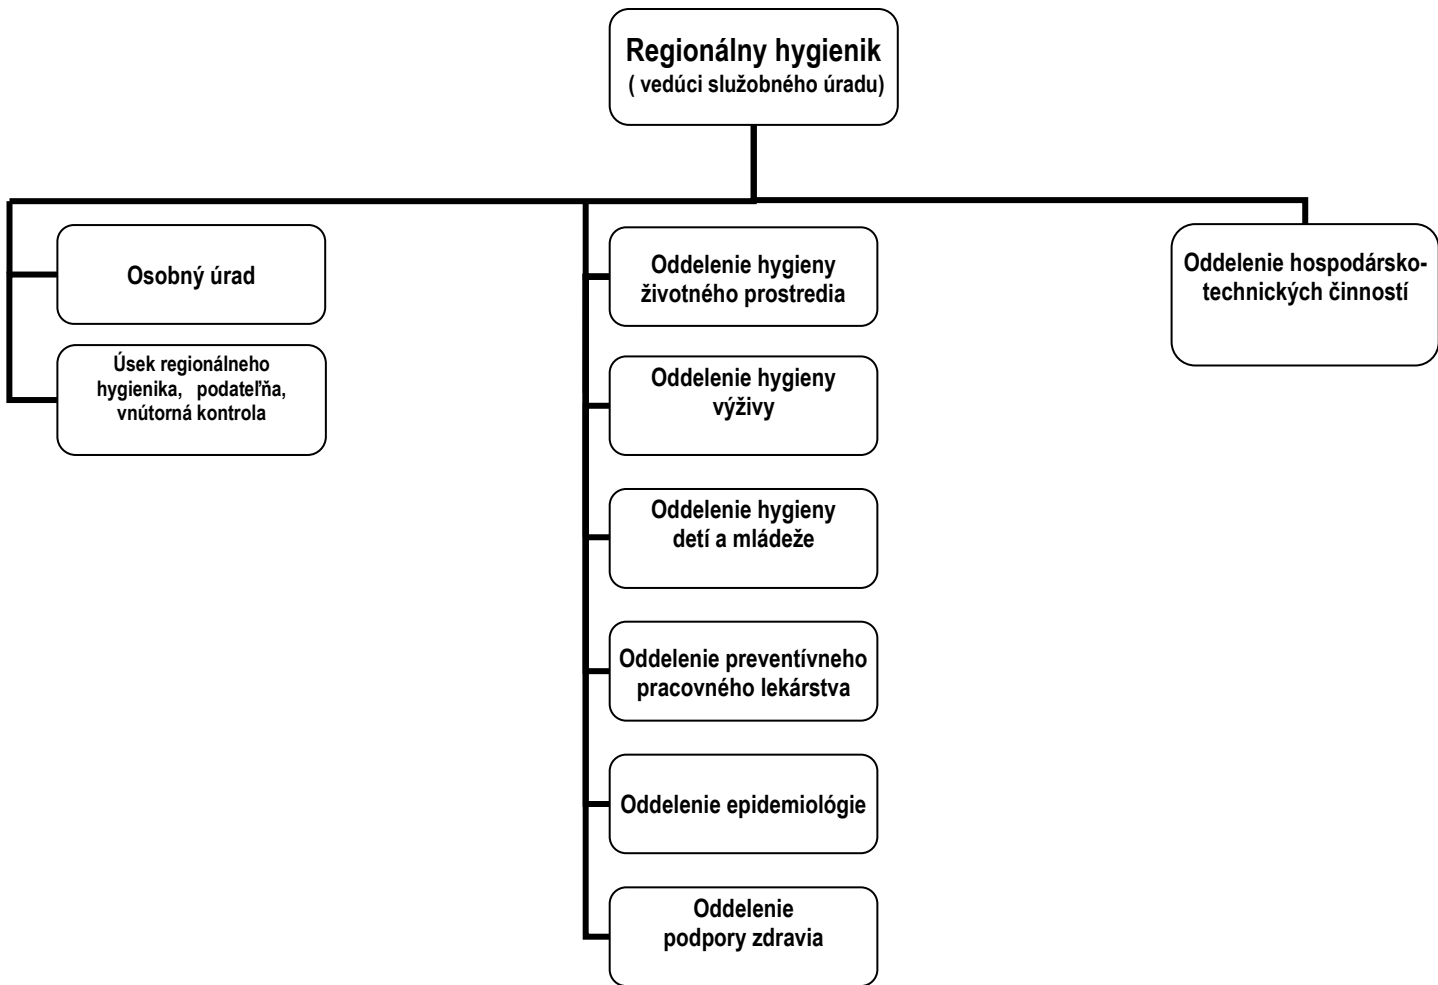 Regionálny hygienik
( vedúci služobného úradu)
Osobný úrad
Úsek regionálneho
hygienika, podateľňa,
vnútorná kontrola
Oddelenie hygieny
životného prostredia
Oddelenie hygieny
výživy
Oddelenie hygieny
detí a mládeže
Oddelenie preventívneho
pracovného lekárstva
Oddelenie epidemiológie
Oddelenie
podpory zdravia
Oddelenie hospodársko-
technických činností